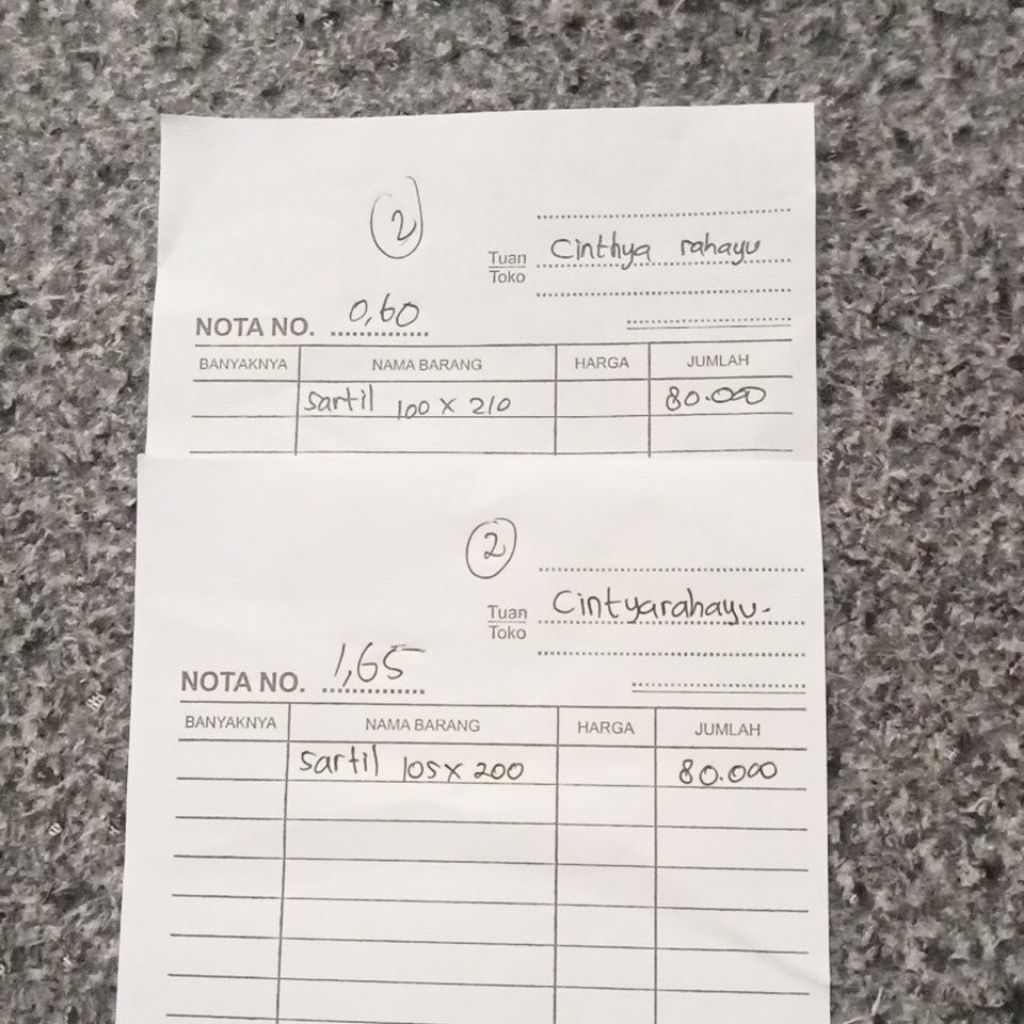 2
Tuan
Toko
Cinthya rahayu
NOTA NO. 0,60
BANYAKNYA NAMA BARANG HARGA JUMLAH
sartil 100 x 210 80.000
2
Tuan
Toko
Cintyarahayu.
NOTA NO. 1,65
BANYAKNYA NAMA BARANG HARGA JUMLAH
sartil 105 x 200 80.000